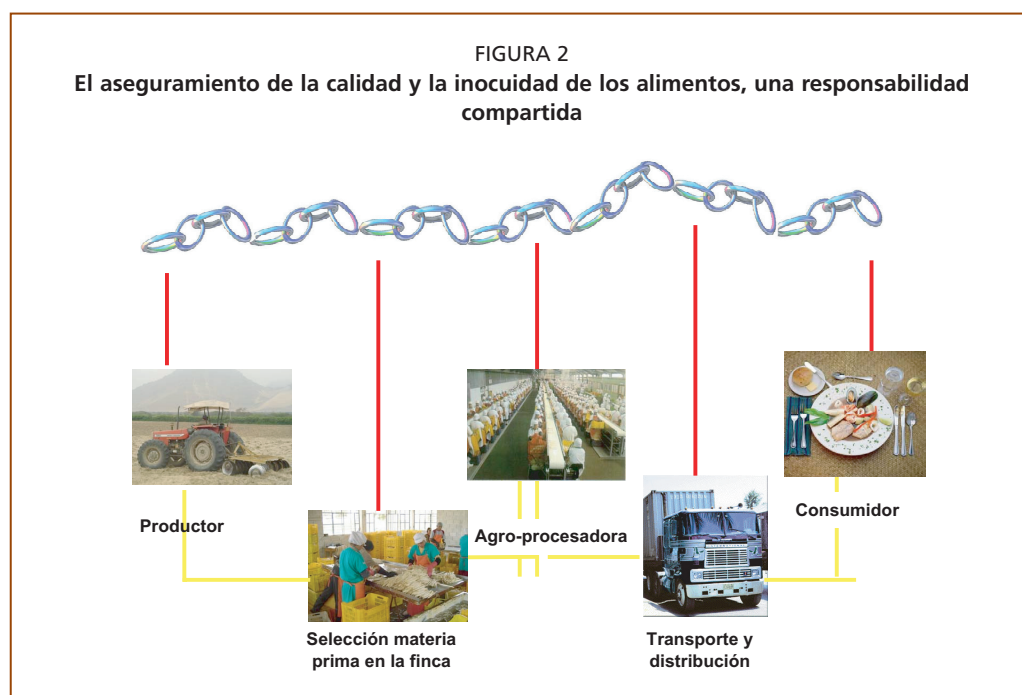 FIGURA 2
El aseguramiento de la calidad y la inocuidad de los alimentos, una responsabilidad
compartida
Productor
Agro-procesadora
Consumidor
Selección materia
prima en la finca
Transporte y
distribución